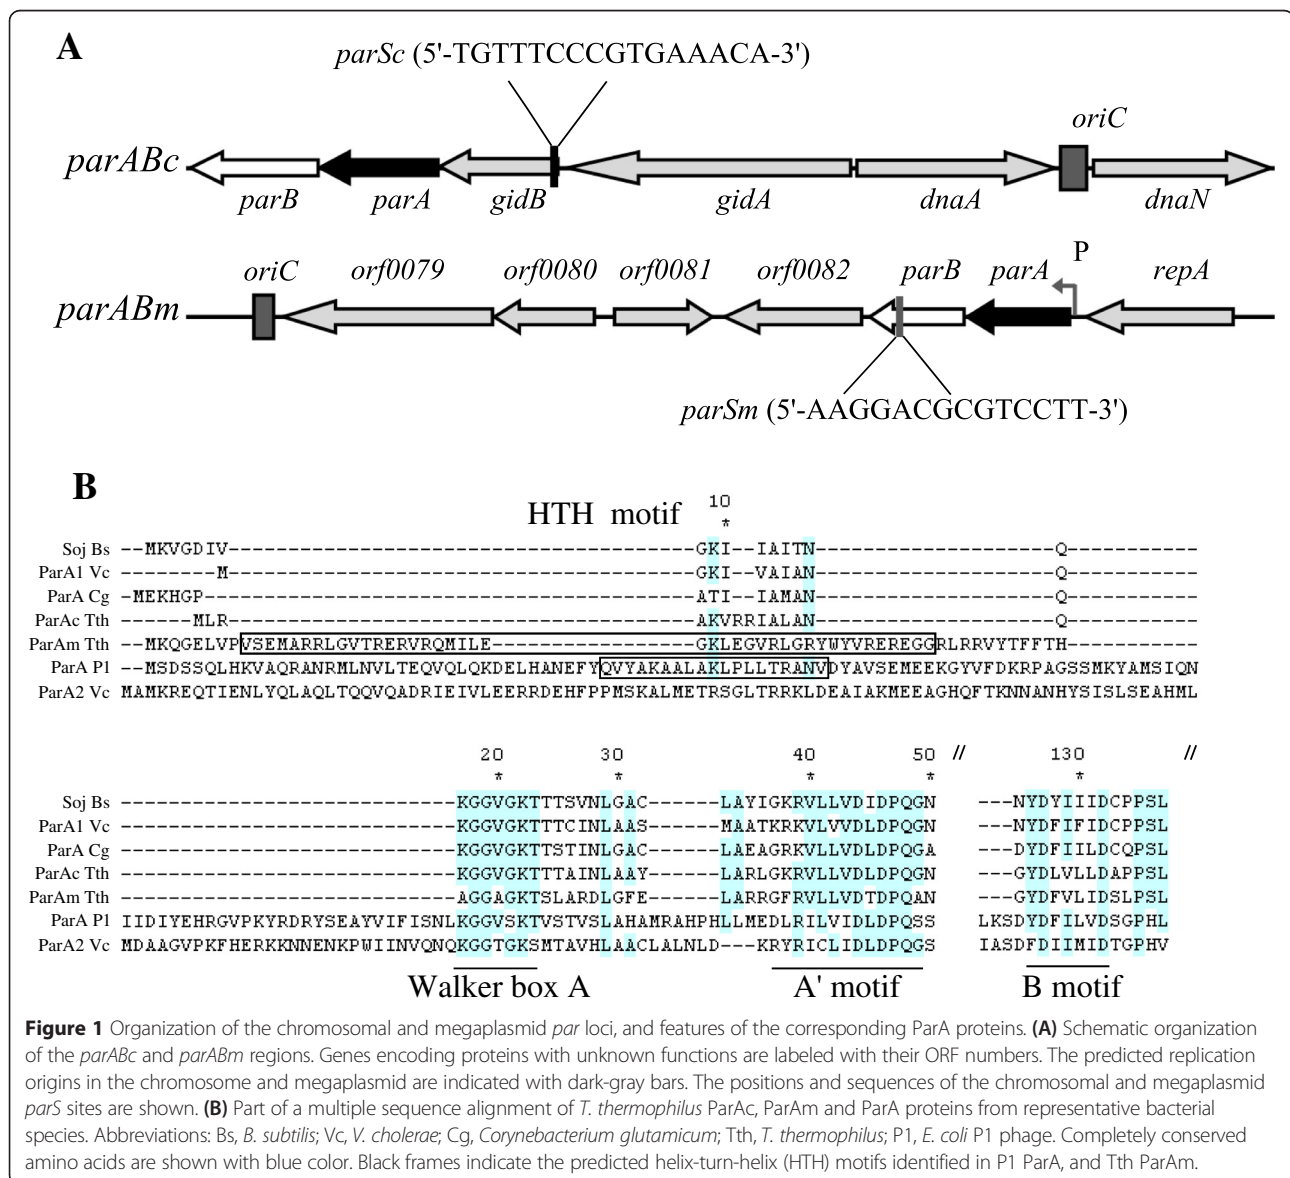 A
parSc (5'-TGTTTCCCGTGAAACA-3')
oriC
parABc
parB parA gidB gidA dnaA dnaN
P
oriC orf0079 orf0080 orf0081 orf0082 parB parA repA
parABm
parSm (5'-AAGGACGCGTCCTT-3')
B
HTH motif
10
*
Soj Bs --MKVGDIV---------------------------------------GKI--IAITN--------------------Q-----------
ParA1 Vc --------M---------------------------------------GKI--VAIAN--------------------Q-----------
ParA Cg -MEKHGP-----------------------------------------ATI--IAMAN--------------------Q-----------
ParAc Tth ------MLR---------------------------------------AKVRRIALAN--------------------Q-----------
ParAm Tth --MKQGELVPVSEMARRLGVTRERVRQMILE-----------------GKLEGVRLGRYWYVREREGGRLRRVYTFFTH-----------
ParA P1 --MSDSSQLHKVAQRANRMLNVLTEQVQLQKDELHANEFYQVYAKAALAKLPLLTRANVDYAVSEMEEKGYVFDKRPAGSSMKYAMSIQN
ParA2 Vc MAMKREQTIENLYQLAQLTQQVQADRIEIVLEERRDEHFPPMSKALMETRSGLTRRKLDEAIAKMEEAGHQFTKNNANHYSISLSEAHML
20 30 40 50 // 130 //
* * * * *
Soj Bs ----------------------------KGGVGKTTTSVNLGAC------LAYIGKRVLLVDIDPQGN ---NYDYIIIDCPPSL
ParA1 Vc ----------------------------KGGVGKTTTCINLAAS------MAATKRKVLVVDLDPQGN ---NYDFIFIDCPPSL
ParA Cg ----------------------------KGGVGKTTSTINLGAC------LAEAGRKVLLVDLDPQGA ---DYDFIILDCQPSL
ParAc Tth ----------------------------KGGVGKTTTAINLAAY------LARLGKRVLLVDLDPQGN ---GYDLVLLDAPPSL
ParAm Tth ----------------------------AGGAGKTSLARDLGFE------LARRGFRVLLVDTDPQAN ---GYDFVLIDSLPSL
ParA P1 IIDIYEHRGVPKYRDRYSEAYVIFISNLKGGVSKTVSTVSLAHAMRAHPHLLMEDLRILVIDLDPQSS LKSDYDFILVDSGPHL
ParA2 Vc MDAAGVPKFHERKKNNENKPWIINVQNQKGGTGKSMTAVHLAACLALNLD---KRYRICLIDLDPQGS IASDFDIIMIDTGPHV
Walker box A A' motif B motif
Figure 1 Organization of the chromosomal and megaplasmid par loci, and features of the corresponding ParA proteins. (A) Schematic organization
of the parABc and parABm regions. Genes encoding proteins with unknown functions are labeled with their ORF numbers. The predicted replication
origins in the chromosome and megaplasmid are indicated with dark-gray bars. The positions and sequences of the chromosomal and megaplasmid
parS sites are shown. (B) Part of a multiple sequence alignment of T. thermophilus ParAc, ParAm and ParA proteins from representative bacterial
species. Abbreviations: Bs, B. subtilis; Vc, V. cholerae; Cg, Corynebacterium glutamicum; Tth, T. thermophilus; P1, E. coli P1 phage. Completely conserved
amino acids are shown with blue color. Black frames indicate the predicted helix-turn-helix (HTH) motifs identified in P1 ParA, and Tth ParAm.